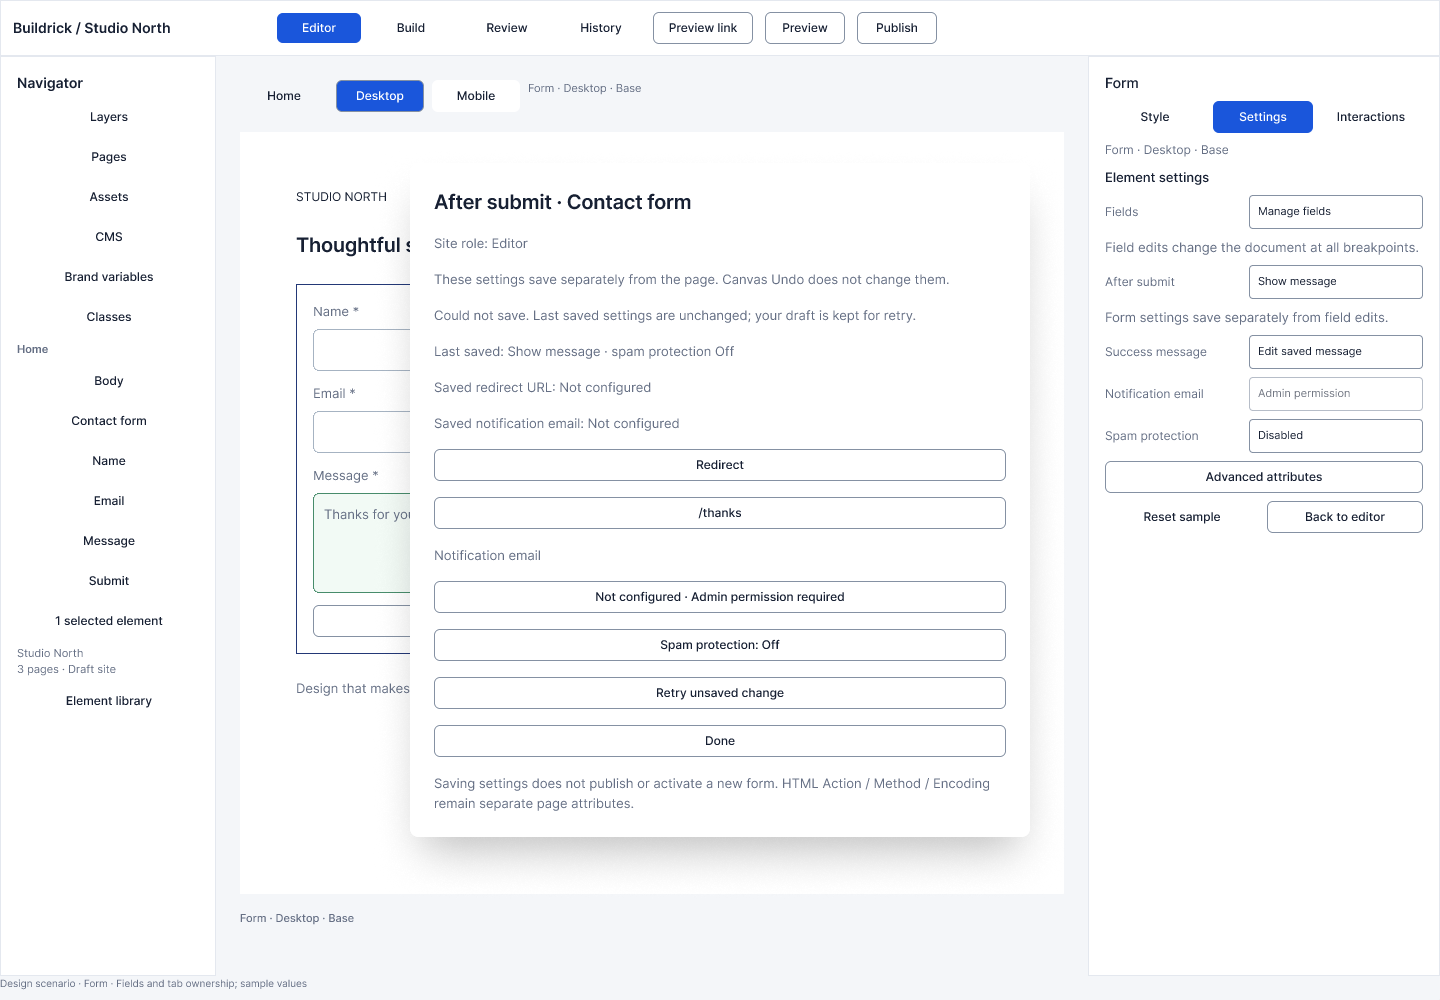 Buildrick / Studio North
Editor
Build
Review
History
Preview link
Preview
Publish
Navigator
Layers
Pages
Assets
CMS
Brand variables
Classes
Home
Body
Contact form
Name
Email
Message
Submit
1 selected element
Studio North
3 pages · Draft site
Element library
Home
Desktop
Mobile
Form · Desktop · Base
STUDIO NORTH
Thoughtful s
Name *
Email *
Message *
Thanks for you
Design that makes
After submit · Contact form
Site role: Editor
These settings save separately from the page. Canvas Undo does not change them.
Could not save. Last saved settings are unchanged; your draft is kept for retry.
Last saved: Show message · spam protection Off
Saved redirect URL: Not configured
Saved notification email: Not configured
Redirect
/thanks
Notification email
Not configured · Admin permission required
Spam protection: Off
Retry unsaved change
Done
Saving settings does not publish or activate a new form. HTML Action / Method / Encoding
remain separate page attributes.
Form · Desktop · Base
Form
Style
Settings
Interactions
Form · Desktop · Base
Element settings
Fields
Manage fields
Field edits change the document at all breakpoints.
After submit
Show message
Form settings save separately from field edits.
Success message
Edit saved message
Notification email
Admin permission
Spam protection
Disabled
Advanced attributes
Reset sample
Back to editor
Design scenario · Form · Fields and tab ownership; sample values